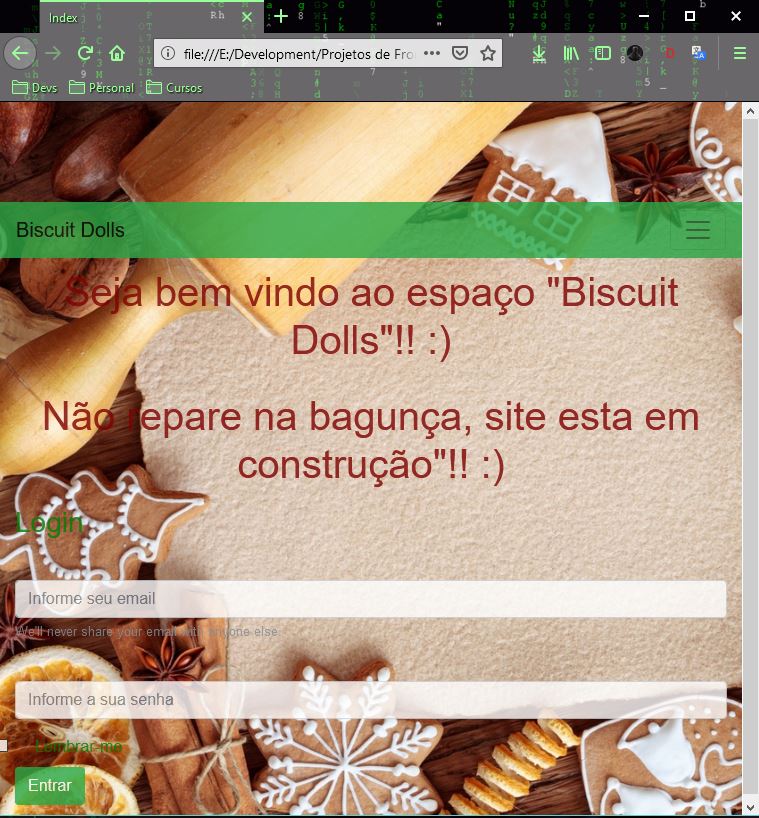 Index
file:///E:/Development/Projetos de Fro
Devs Personal Cursos
Biscuit Dolls
Seja bem vindo ao espaço "Biscuit
Dolls"!! :)
Não repare na bagunça, site esta em
construção"!! :)
Login
Informe seu email
We'll never share your email with anyone else.
Informe a sua senha
Lembrar-me
Entrar